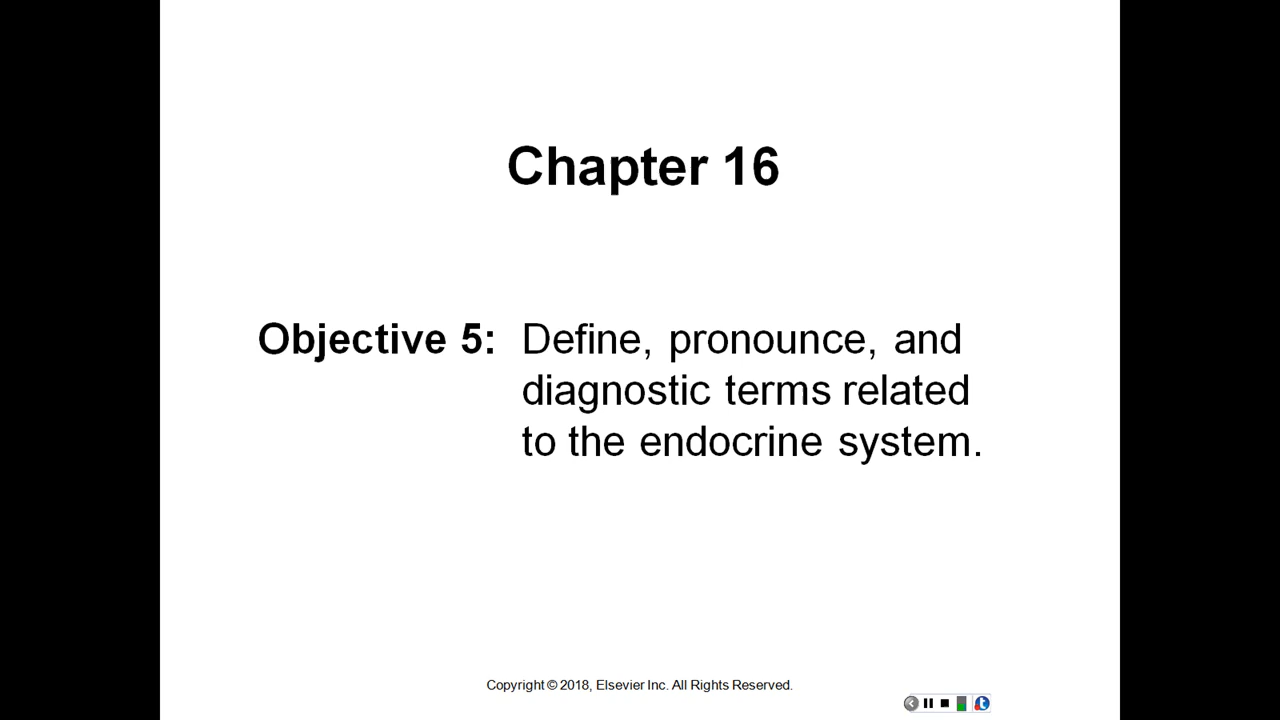 Chapter 16
Objective 5: Define, pronounce, and
diagnostic terms related
to the endocrine system.
Copyright © 2018, Elsevier Inc. All Rights Reserved.
t